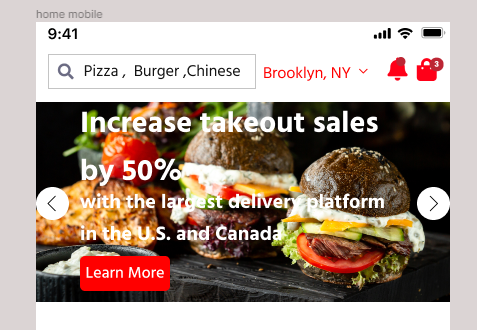 home mobile
9:41
Pizza ,  Burger ,Chinese
Brooklyn, NY
3
Increase takeout sales
by 50%
with the largest delivery platform
in the U.S. and Canada
Learn More